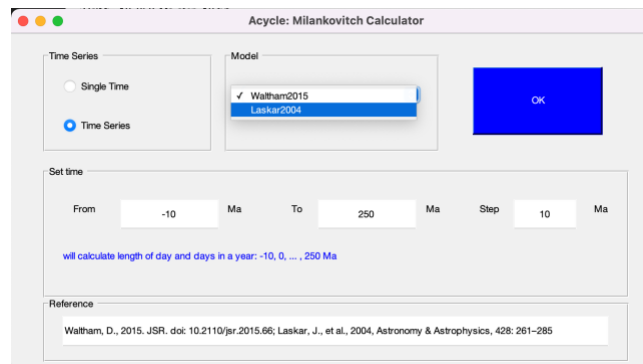 Acycle: Milankovitch Calculator
Time Series
Model
Single Time
Time Series
✓ Waltham2015
Laskar2004
OK
Set time
From -10 Ma To 250 Ma Step 10 Ma
will calculate length of day and days in a year: -10, 0, ... , 250 Ma
Reference
Waltham, D., 2015. JSR. doi: 10.2110/jsr.2015.66; Laskar, J., et al., 2004, Astronomy & Astrophysics, 428: 261–285